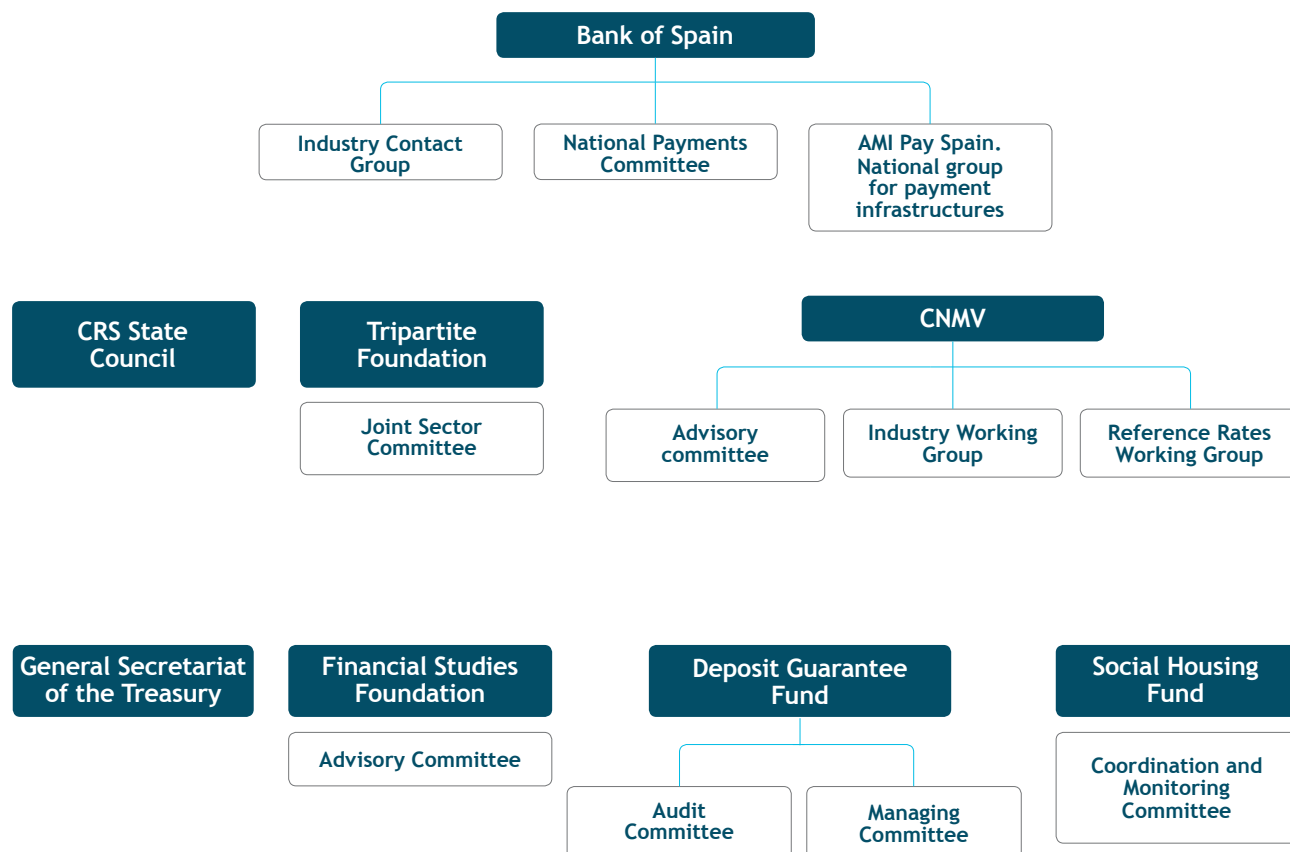 Bank of Spain
Industry Contact
Group
National Payments
Committee
AMI Pay Spain.
National group
for payment
infrastructures
CRS State
Council
Tripartite
Foundation
Joint Sector
Committee
CNMV
Advisory
committee
Industry Working
Group
Reference Rates
Working Group
General Secretariat
of the Treasury
Financial Studies
Foundation
Advisory Committee
Deposit Guarantee
Fund
Audit
Committee
Managing
Committee
Social Housing
Fund
Coordination and
Monitoring
Committee